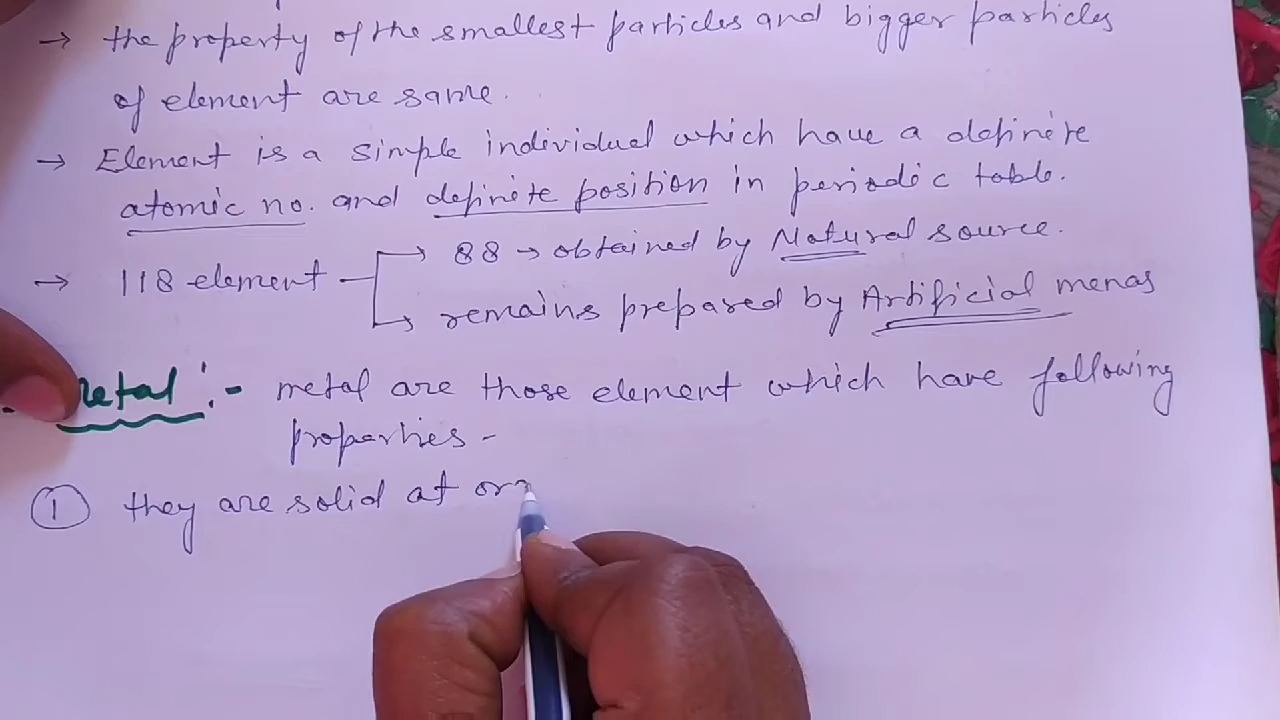 → the property of the smallest particles and bigger particles
of element are same.
→ Element is a simple individual which have a definite
atomic no. and definite position in periodic table.
→ 118 element → 88 → obtained by Natural source.
→ remains prepared by Artificial menas
etal :- metal are those element which have following
properties -
① they are solid at or